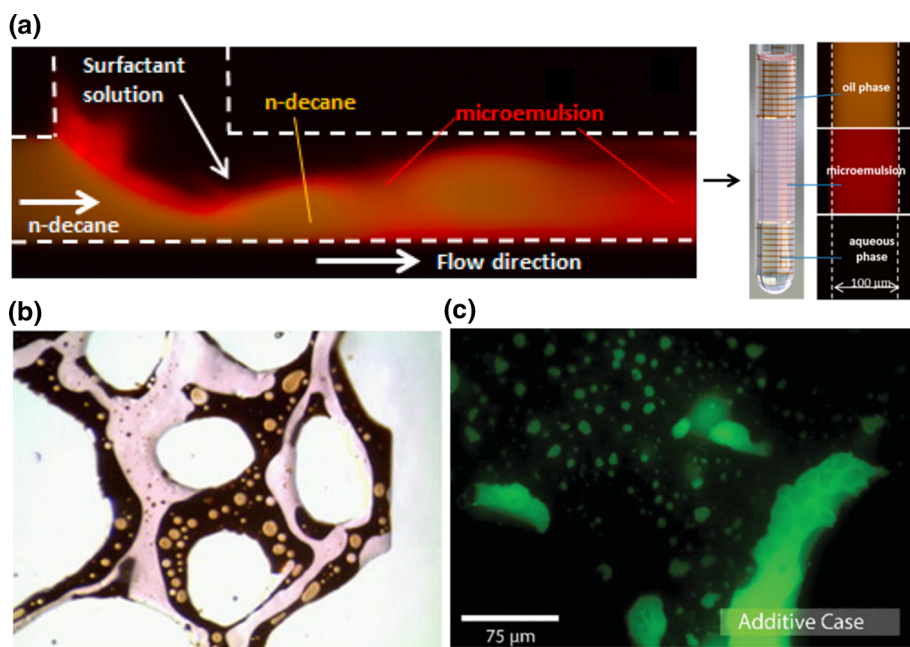 (a)
Surfactant
solution
n-decane
microemulsion
n-decane
Flow direction
oil phase
microemulsion
aqueous
phase
100 µm
(b)
(c)
75 µm
Additive Case